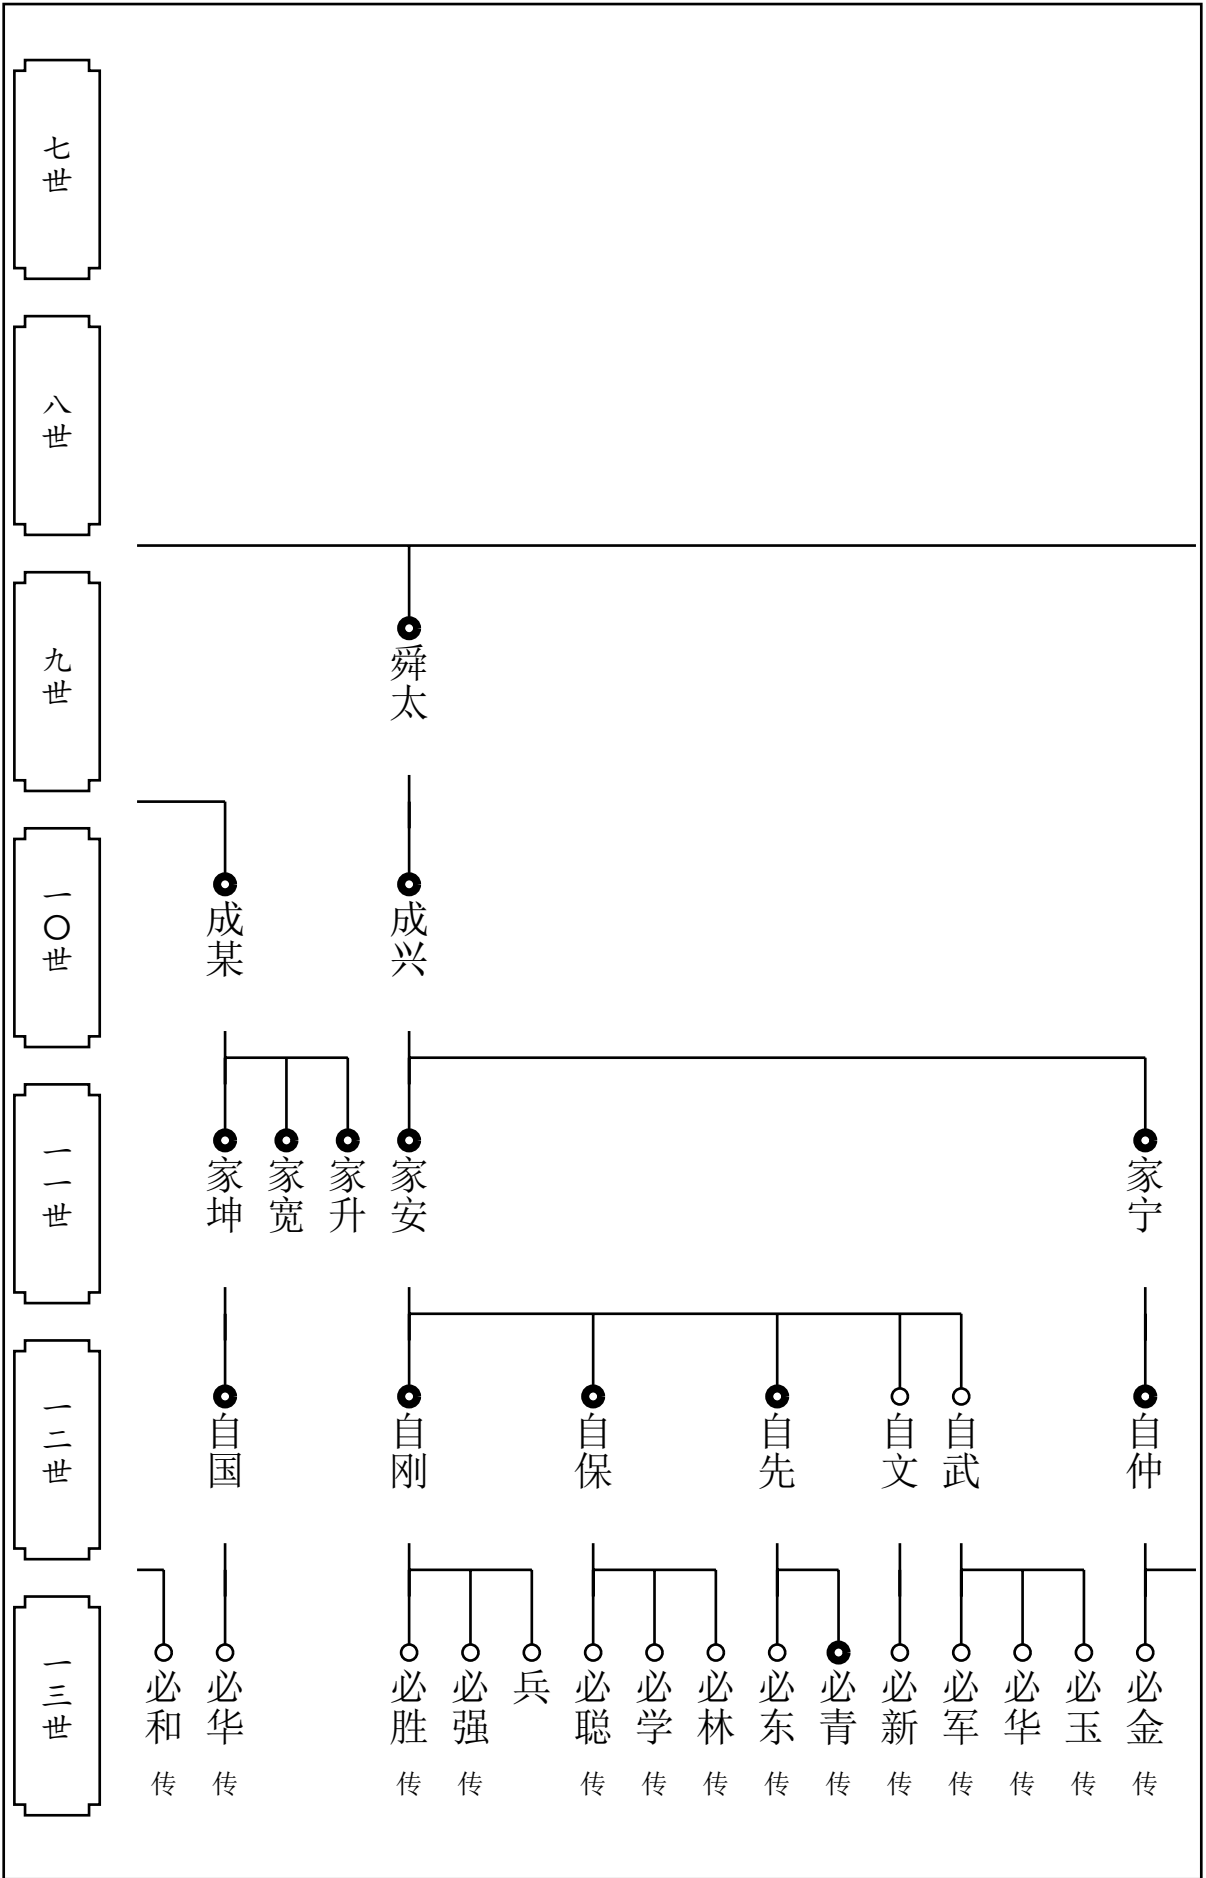 七世
八世
九世
舜太
一〇世
成某
成兴
一一世
家坤
家宽
家升
家安
家宁
一二世
自国
自刚
自保
自先
自文
自武
自仲
一三世
必和
必华
必胜
必强
兵
必聪
必学
必林
必东
必青
必新
必军
必华
必玉
必金
传
传
传
传
传
传
传
传
传
传
传
传
传
传